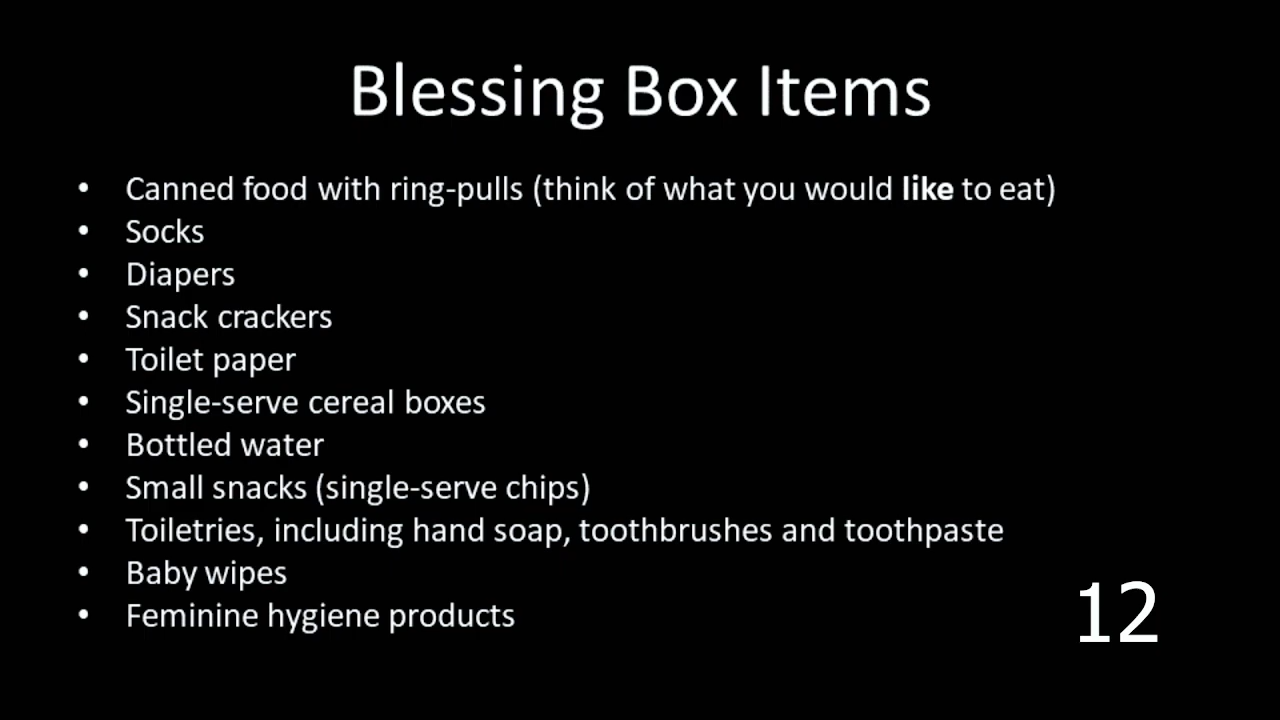 Blessing Box Items
• Canned food with ring-pulls (think of what you would like to eat)
• Socks
• Diapers
• Snack crackers
• Toilet paper
• Single-serve cereal boxes
• Bottled water
• Small snacks (single-serve chips)
• Toiletries, including hand soap, toothbrushes and toothpaste
• Baby wipes
• Feminine hygiene products
12